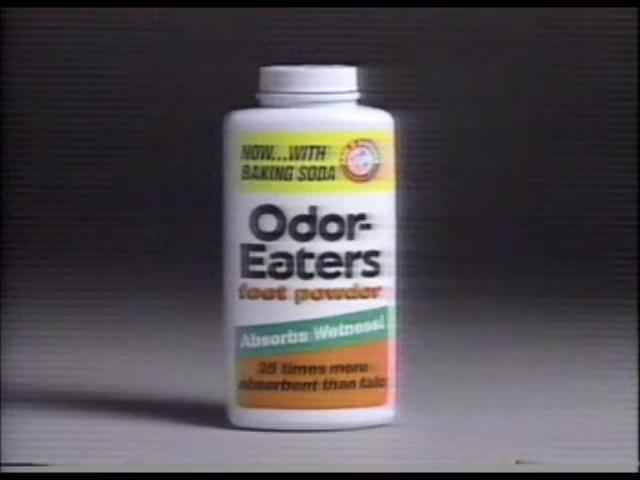 NOW...WITH
BAKING SODA
Odor-
Eaters
foot powder
Absorbs Wetness!
25 times more
absorbent than talc